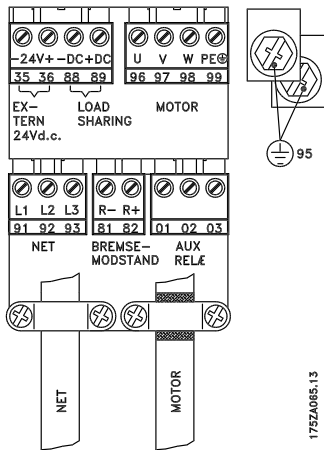 -24V+ -DC+DC
35 36 88 89
EX-
TERN
24Vd.c.
LOAD
SHARING
U V W PE
96 97 98 99
MOTOR
95
L1 L2 L3
91 92 93
NET
R- R+
81 82
BREMSE-
MODSTAND
01 02 03
AUX
RELÆ
NET
MOTOR
175ZA065.13